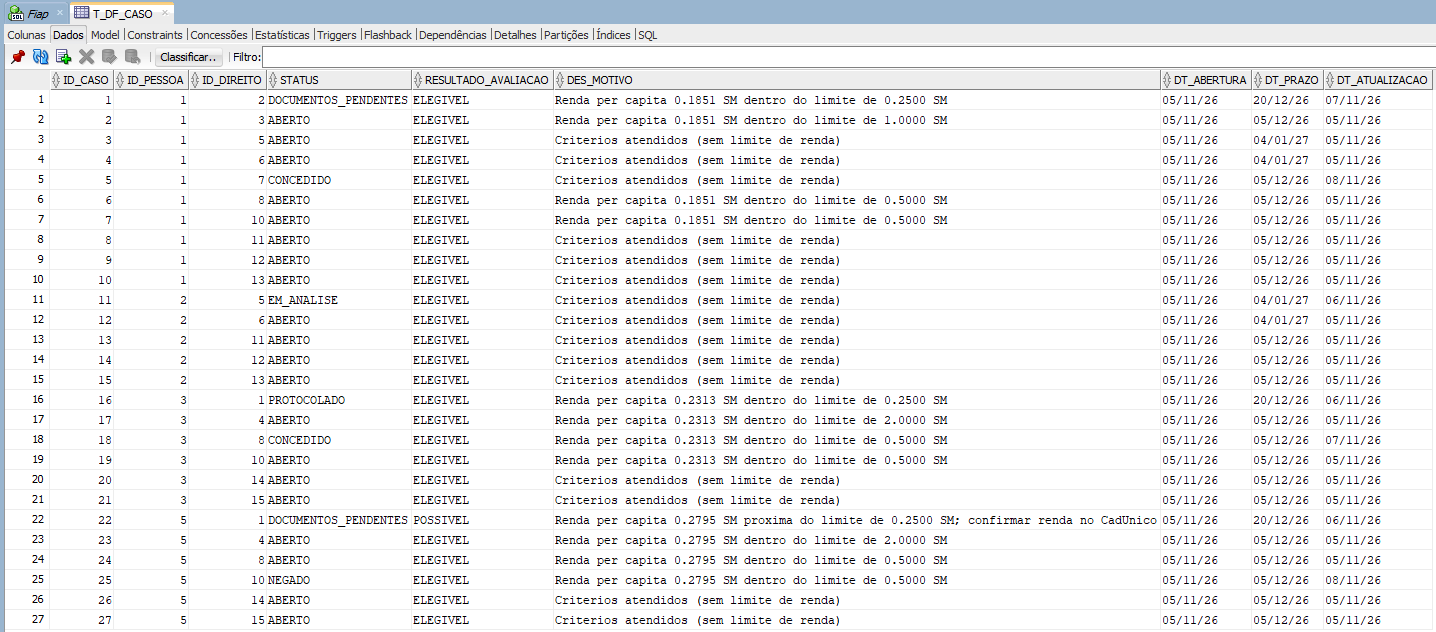 Fiap T_DF_CASO
Colunas Dados Model Constraints Concessões Estatísticas Triggers Flashback Dependências Detalhes Partições Índices SQL
Classificar.. Filtro:
ID_CASO ID_PESSOA ID_DIREITO STATUS RESULTADO_AVALIACAO DES_MOTIVO DT_ABERTURA DT_PRAZO DT_ATUALIZACAO
1 1 1 2 DOCUMENTOS_PENDENTES ELEGIVEL Renda per capita 0.1851 SM dentro do limite de 0.2500 SM 05/11/26 20/12/26 07/11/26
2 2 1 3 ABERTO ELEGIVEL Renda per capita 0.1851 SM dentro do limite de 1.0000 SM 05/11/26 05/12/26 05/11/26
3 3 1 5 ABERTO ELEGIVEL Criterios atendidos (sem limite de renda) 05/11/26 04/01/27 05/11/26
4 4 1 6 ABERTO ELEGIVEL Criterios atendidos (sem limite de renda) 05/11/26 04/01/27 05/11/26
5 5 1 7 CONCEDIDO ELEGIVEL Criterios atendidos (sem limite de renda) 05/11/26 05/12/26 08/11/26
6 6 1 8 ABERTO ELEGIVEL Renda per capita 0.1851 SM dentro do limite de 0.5000 SM 05/11/26 05/12/26 05/11/26
7 7 1 10 ABERTO ELEGIVEL Renda per capita 0.1851 SM dentro do limite de 0.5000 SM 05/11/26 05/12/26 05/11/26
8 8 1 11 ABERTO ELEGIVEL Criterios atendidos (sem limite de renda) 05/11/26 05/12/26 05/11/26
9 9 1 12 ABERTO ELEGIVEL Criterios atendidos (sem limite de renda) 05/11/26 05/12/26 05/11/26
10 10 1 13 ABERTO ELEGIVEL Criterios atendidos (sem limite de renda) 05/11/26 05/12/26 05/11/26
11 11 2 5 EM_ANALISE ELEGIVEL Criterios atendidos (sem limite de renda) 05/11/26 04/01/27 06/11/26
12 12 2 6 ABERTO ELEGIVEL Criterios atendidos (sem limite de renda) 05/11/26 04/01/27 05/11/26
13 13 2 11 ABERTO ELEGIVEL Criterios atendidos (sem limite de renda) 05/11/26 05/12/26 05/11/26
14 14 2 12 ABERTO ELEGIVEL Criterios atendidos (sem limite de renda) 05/11/26 05/12/26 05/11/26
15 15 2 13 ABERTO ELEGIVEL Criterios atendidos (sem limite de renda) 05/11/26 05/12/26 05/11/26
16 16 3 1 PROTOCOLADO ELEGIVEL Renda per capita 0.2313 SM dentro do limite de 0.2500 SM 05/11/26 20/12/26 06/11/26
17 17 3 4 ABERTO ELEGIVEL Renda per capita 0.2313 SM dentro do limite de 2.0000 SM 05/11/26 05/12/26 05/11/26
18 18 3 8 CONCEDIDO ELEGIVEL Renda per capita 0.2313 SM dentro do limite de 0.5000 SM 05/11/26 05/12/26 07/11/26
19 19 3 10 ABERTO ELEGIVEL Renda per capita 0.2313 SM dentro do limite de 0.5000 SM 05/11/26 05/12/26 05/11/26
20 20 3 14 ABERTO ELEGIVEL Criterios atendidos (sem limite de renda) 05/11/26 05/12/26 05/11/26
21 21 3 15 ABERTO ELEGIVEL Criterios atendidos (sem limite de renda) 05/11/26 05/12/26 05/11/26
22 22 5 1 DOCUMENTOS_PENDENTES POSSIVEL Renda per capita 0.2795 SM proxima do limite de 0.2500 SM; confirmar renda no CadUnico 05/11/26 20/12/26 06/11/26
23 23 5 4 ABERTO ELEGIVEL Renda per capita 0.2795 SM dentro do limite de 2.0000 SM 05/11/26 05/12/26 05/11/26
24 24 5 8 ABERTO ELEGIVEL Renda per capita 0.2795 SM dentro do limite de 0.5000 SM 05/11/26 05/12/26 05/11/26
25 25 5 10 NEGADO ELEGIVEL Renda per capita 0.2795 SM dentro do limite de 0.5000 SM 05/11/26 05/12/26 08/11/26
26 26 5 14 ABERTO ELEGIVEL Criterios atendidos (sem limite de renda) 05/11/26 05/12/26 05/11/26
27 27 5 15 ABERTO ELEGIVEL Criterios atendidos (sem limite de renda) 05/11/26 05/12/26 05/11/26